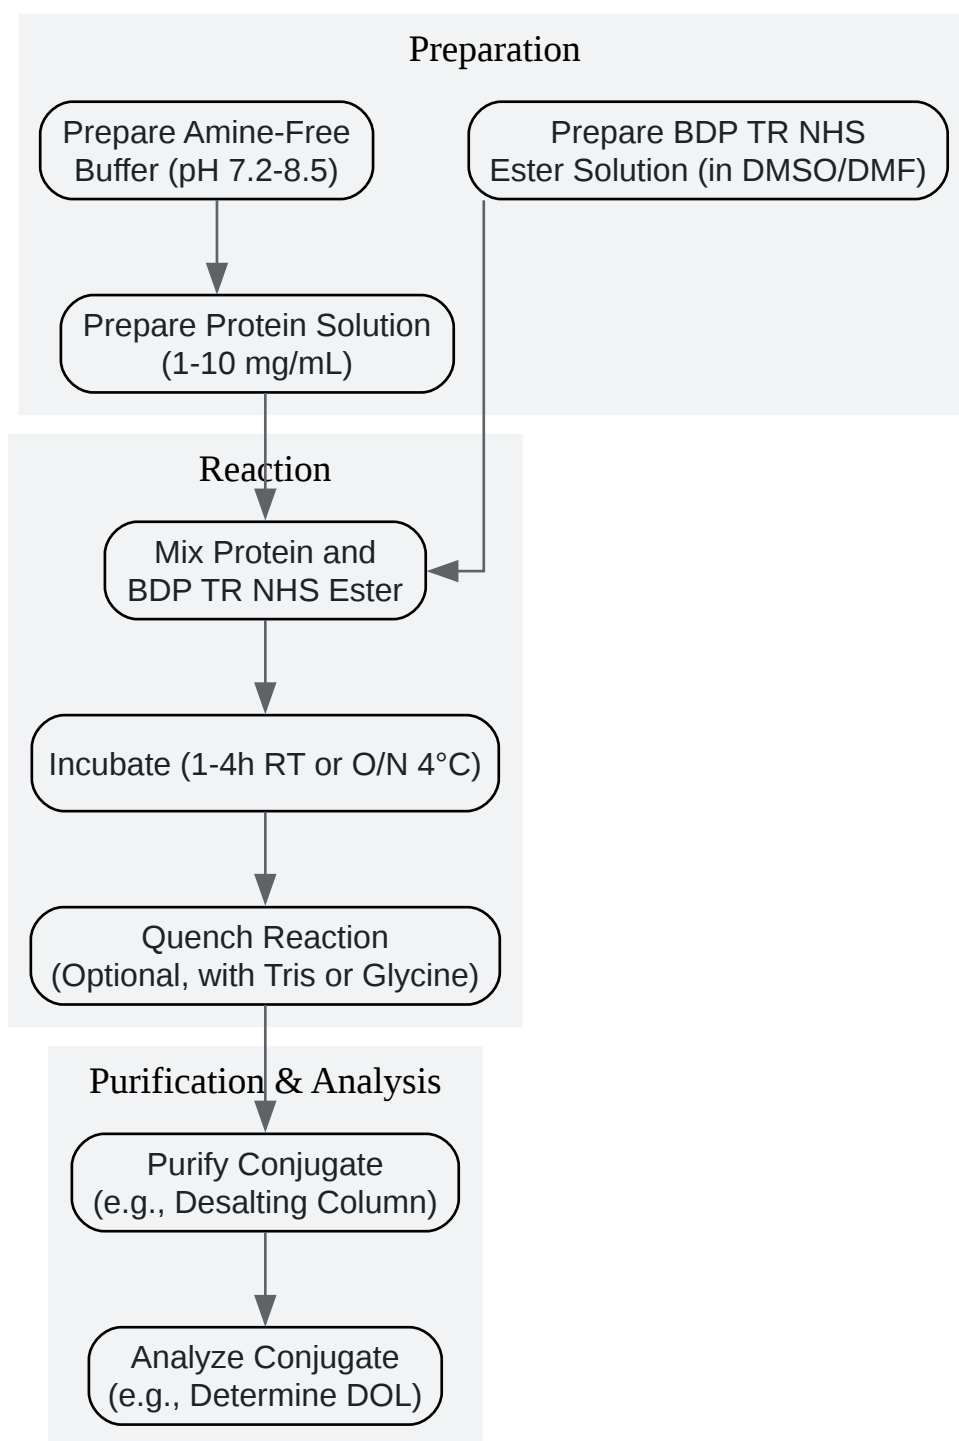 Preparation
Prepare Amine-Free
Buffer (pH 7.2-8.5)
Prepare BDP TR NHS
Ester Solution (in DMSO/DMF)
Prepare Protein Solution
(1-10 mg/mL)
Reaction
Mix Protein and
BDP TR NHS Ester
Incubate (1-4h RT or O/N 4°C)
Quench Reaction
(Optional, with Tris or Glycine)
Purification & Analysis
Purify Conjugate
(e.g., Desalting Column)
Analyze Conjugate
(e.g., Determine DOL)